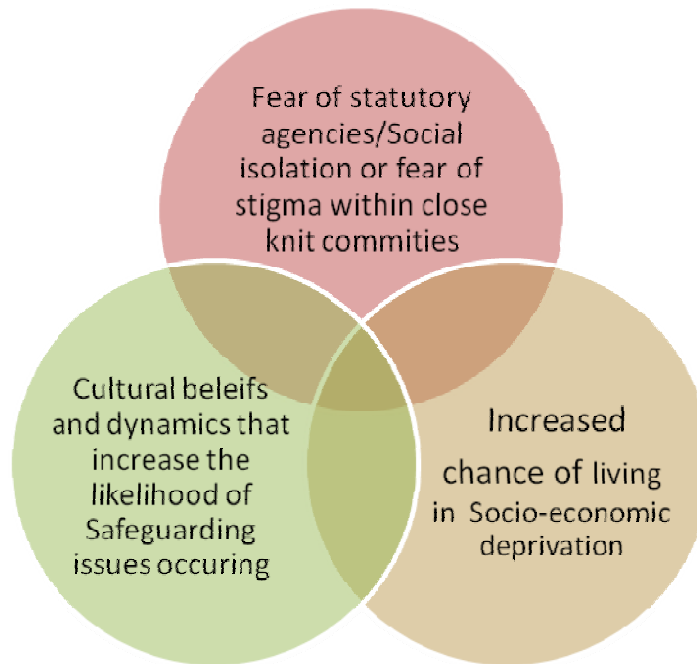 Fear of statutory
agencies/Social
isolation or fear of
stigma within close
knit commities
Cultural beleifs
and dynamics that
increase the
likelihood of
Safeguarding
issues occuring
Increased
chance of living
in Socio-economic
deprivation